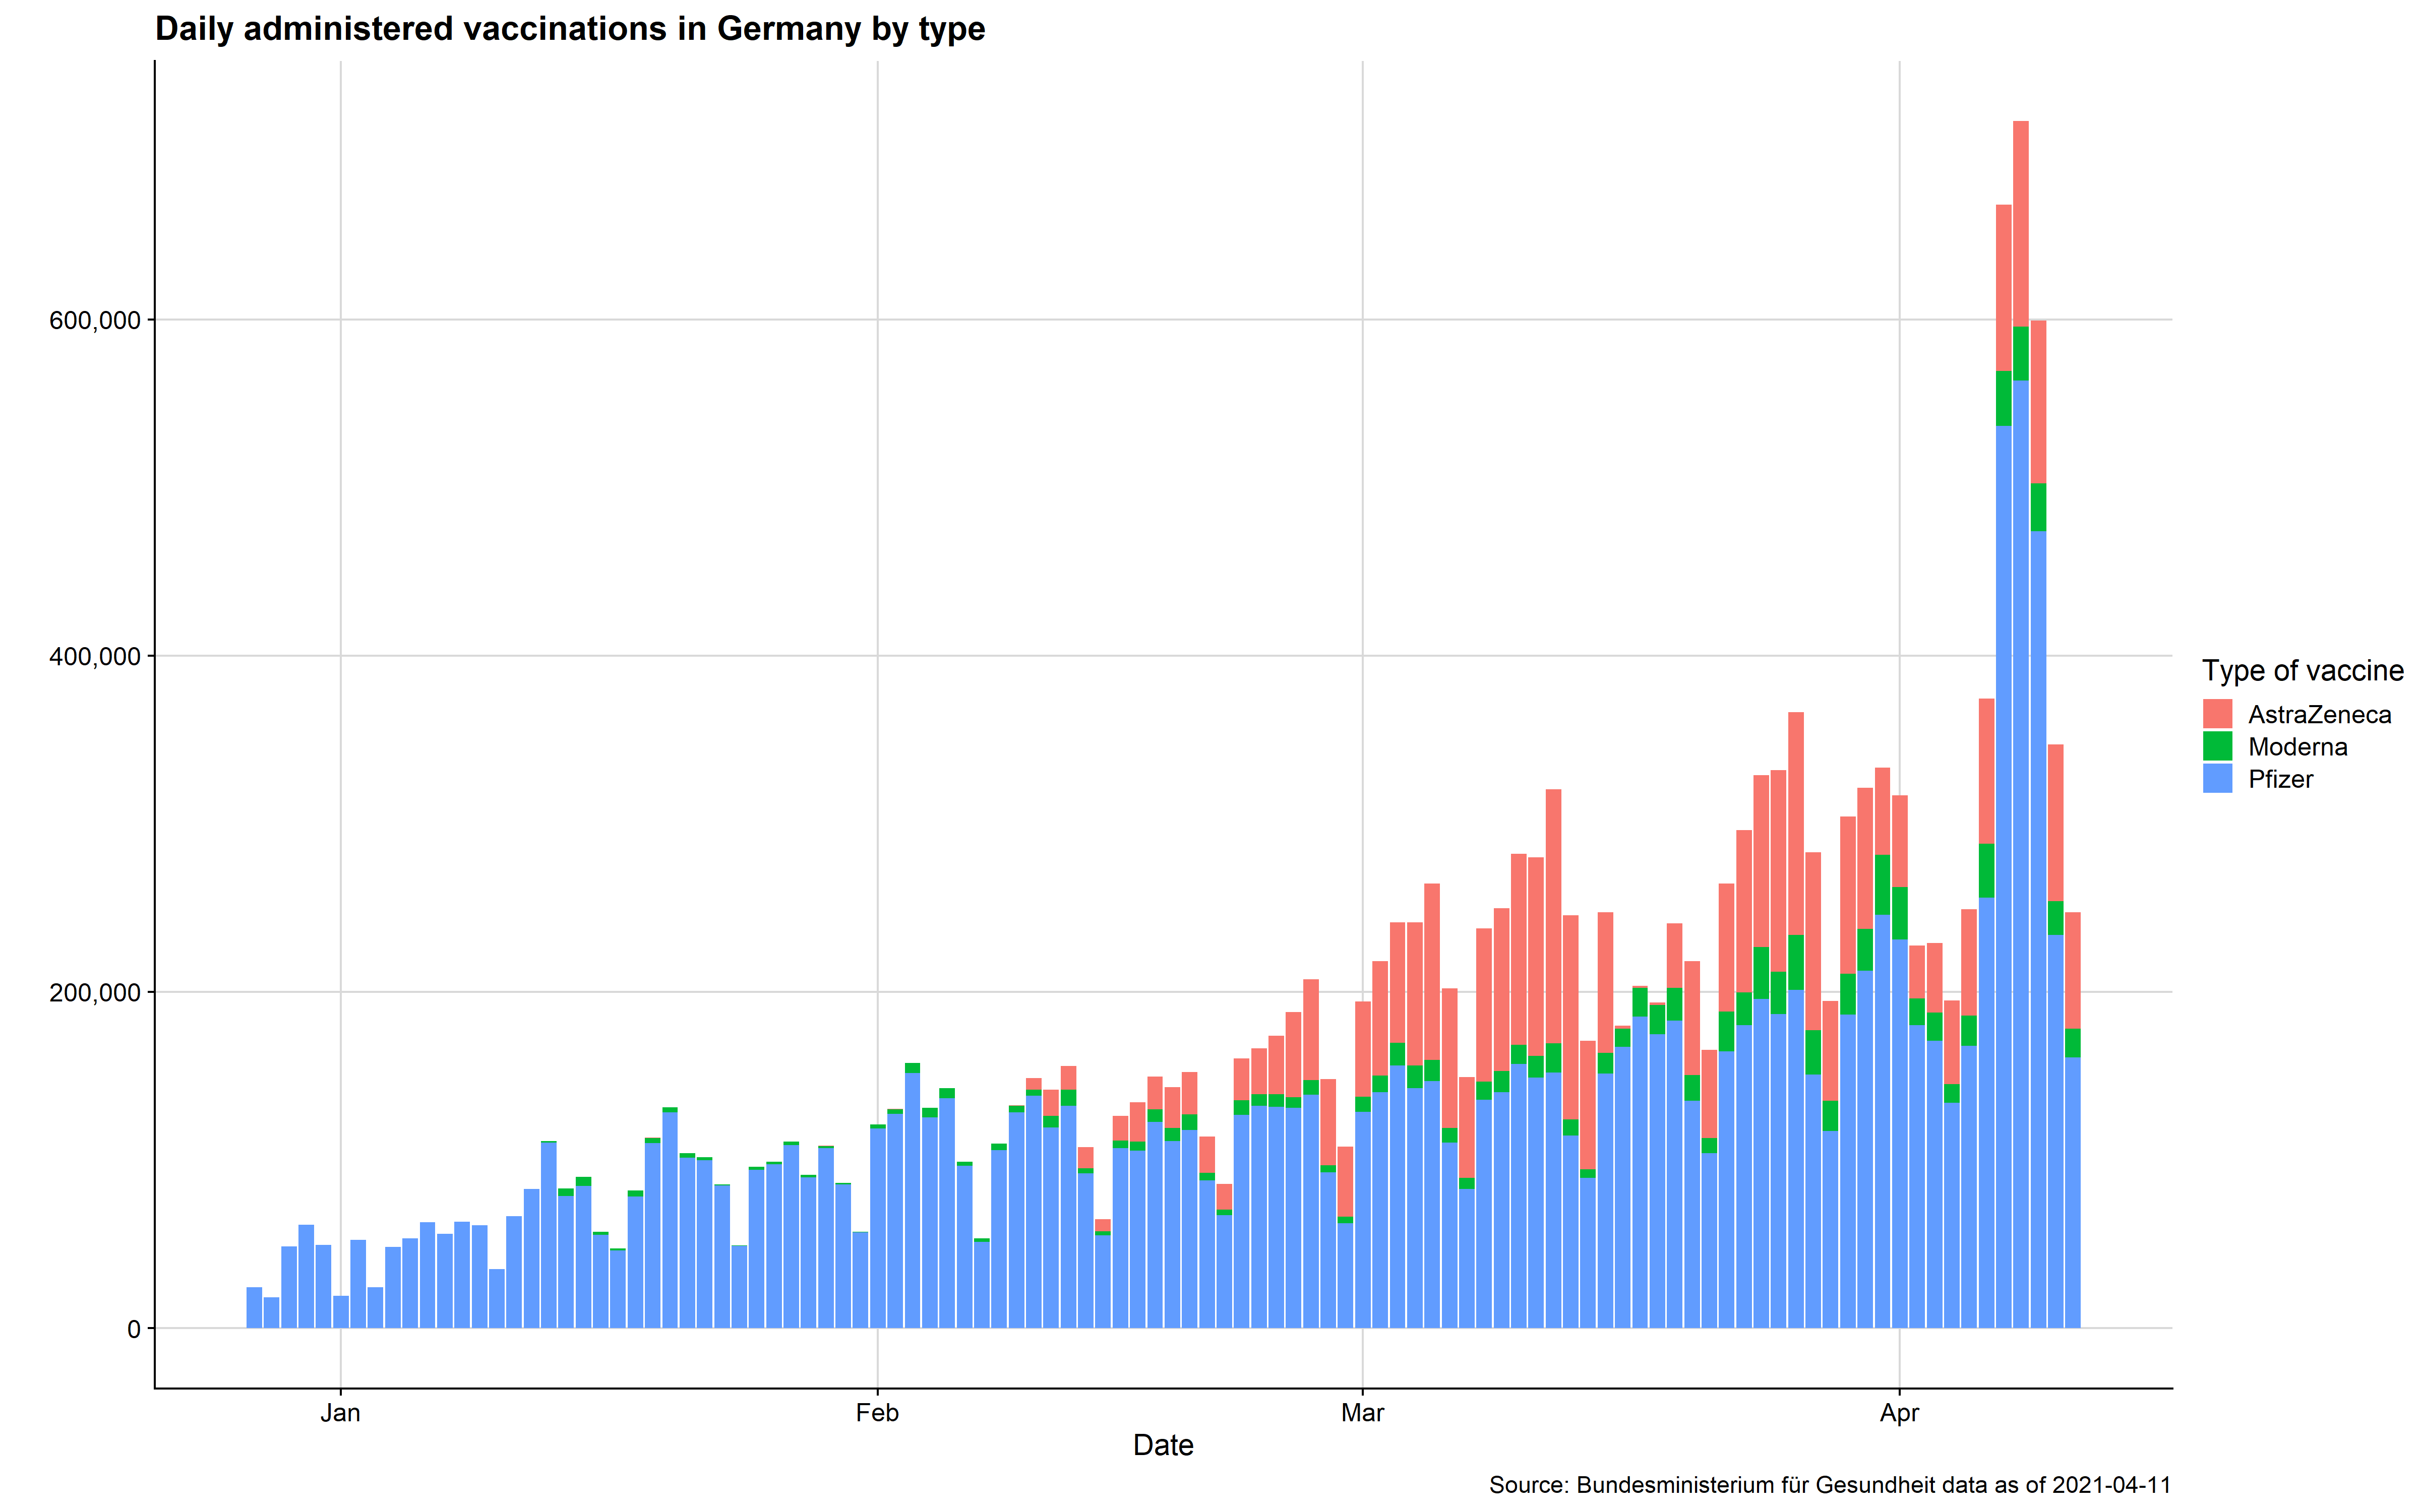 Daily administered vaccinations in Germany by type
600,000
400,000
200,000
0
Jan Feb Mar Apr
Date
Type of vaccine
AstraZeneca
Moderna
Pfizer
Source: Bundesministerium für Gesundheit data as of 2021-04-11